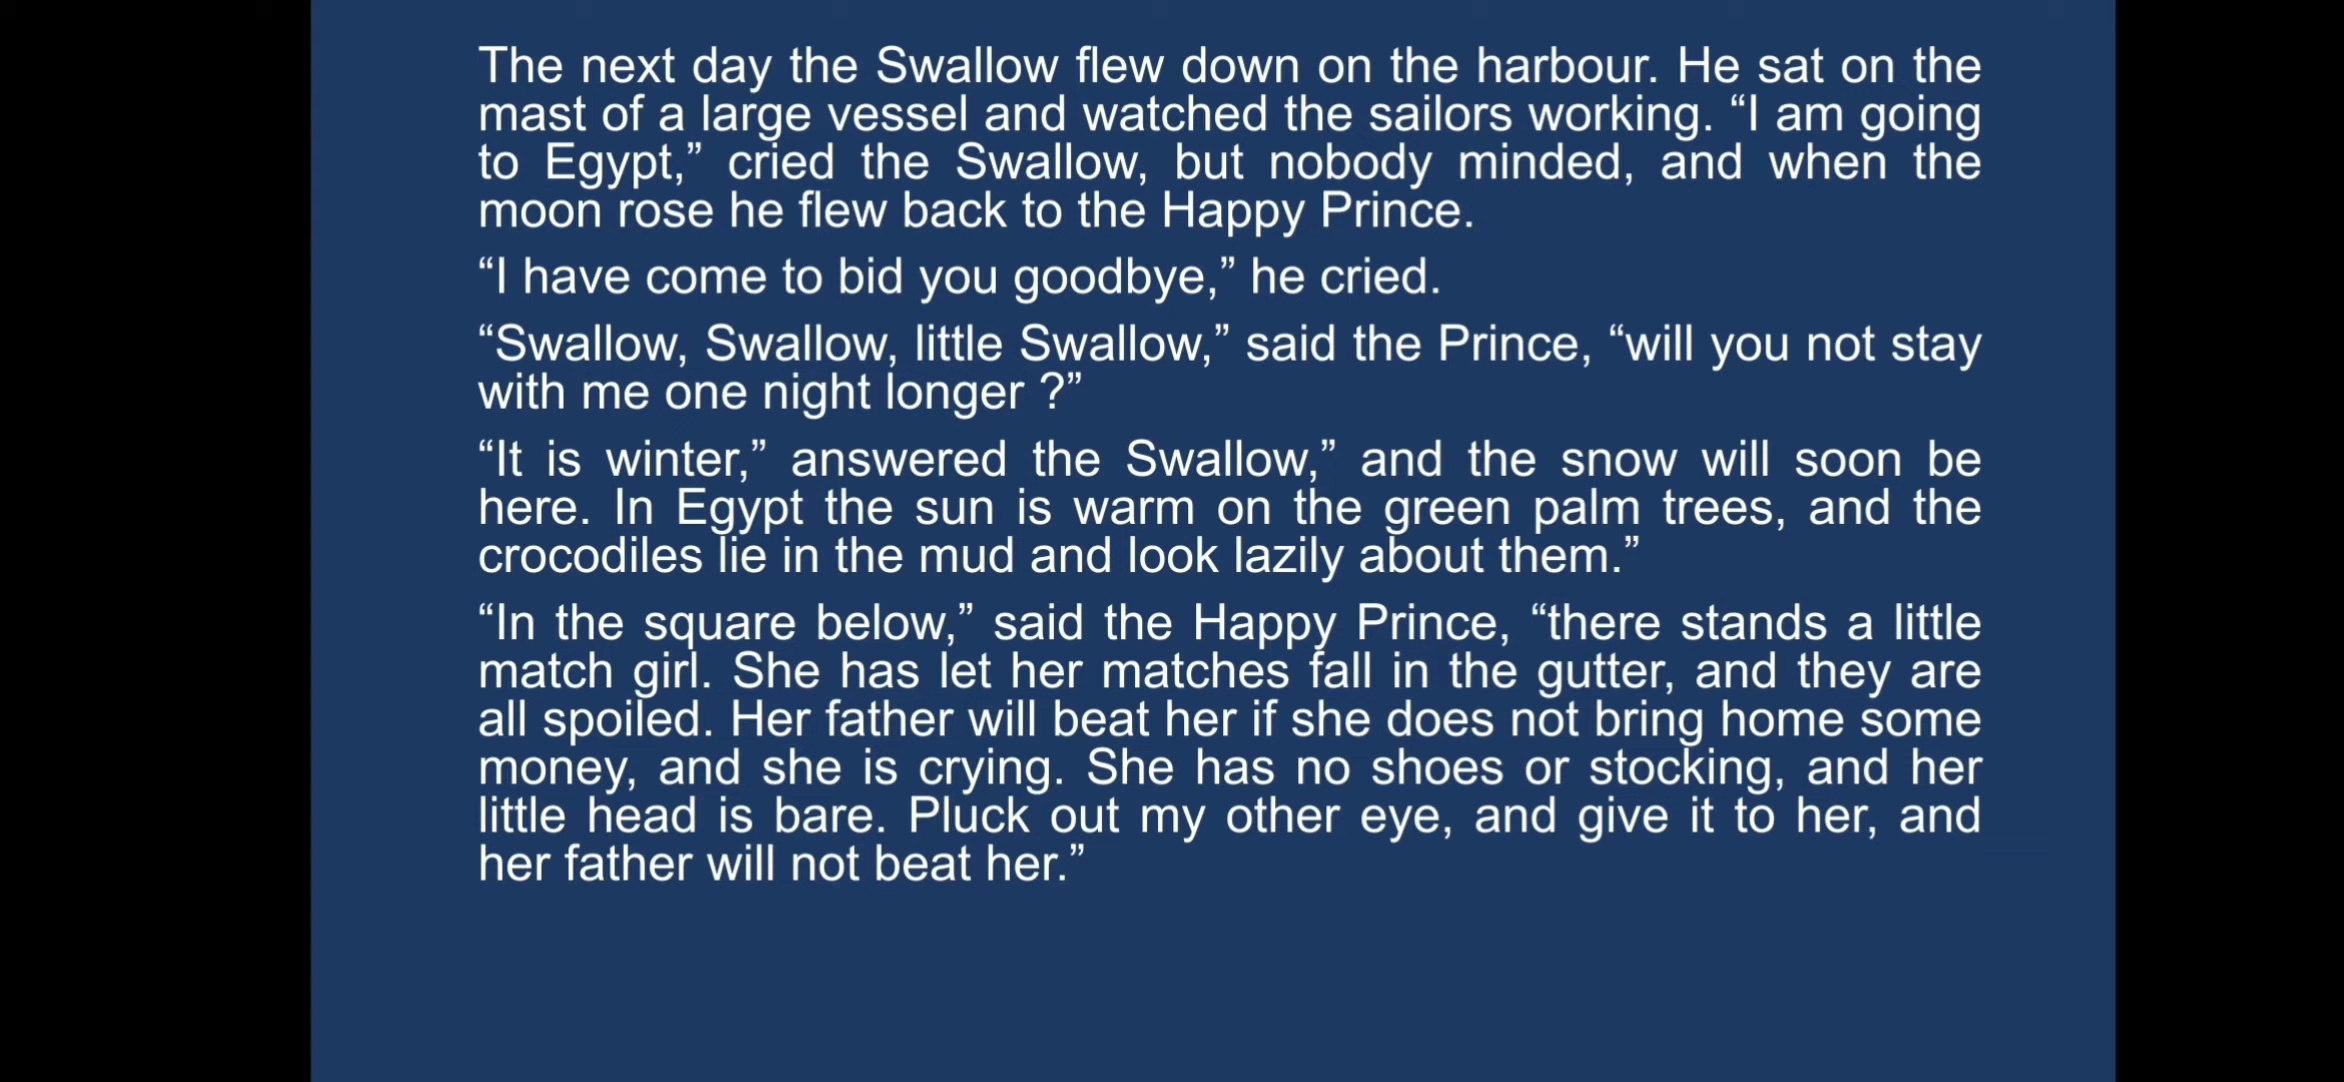 The next day the Swallow flew down on the harbour. He sat on the
mast of a large vessel and watched the sailors working. “I am going
to Egypt,” cried the Swallow, but nobody minded, and when the
moon rose he flew back to the Happy Prince.
“I have come to bid you goodbye,” he cried.
“Swallow, Swallow, little Swallow,” said the Prince, “will you not stay
with me one night longer ?”
“It is winter,” answered the Swallow,” and the snow will soon be
here. In Egypt the sun is warm on the green palm trees, and the
crocodiles lie in the mud and look lazily about them.”
“In the square below,” said the Happy Prince, “there stands a little
match girl. She has let her matches fall in the gutter, and they are
all spoiled. Her father will beat her if she does not bring home some
money, and she is crying. She has no shoes or stocking, and her
little head is bare. Pluck out my other eye, and give it to her, and
her father will not beat her.”